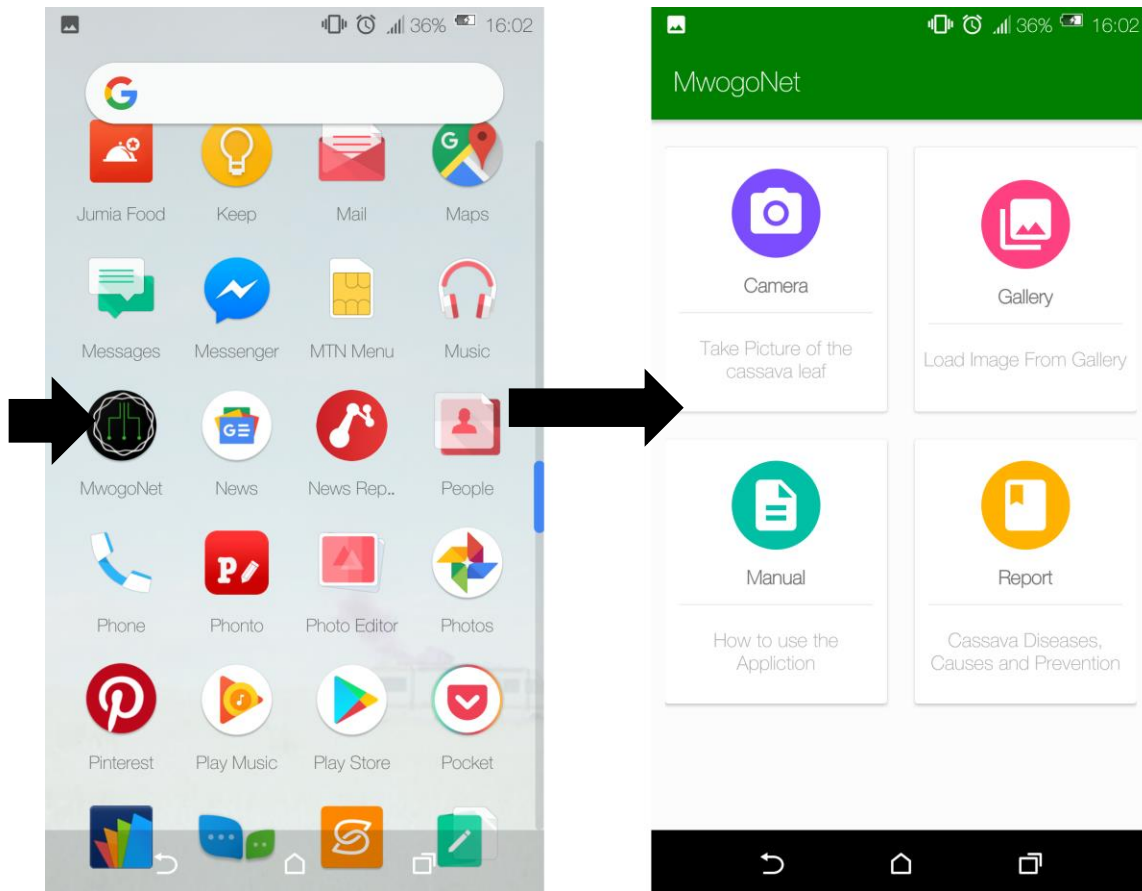 36% 16:02
G
Jumia Food Keep Mail Maps
Messages Messenger MTN Menu Music
MwogoNet News News Rep.. People
Phone Phonto Photo Editor Photos
Pinterest Play Music Play Store Pocket
36% 16:02
MwogoNet
Camera
Take Picture of the
cassava leaf
Gallery
Load Image From Gallery
Manual
How to use the
Appliction
Report
Cassava Diseases,
Causes and Prevention